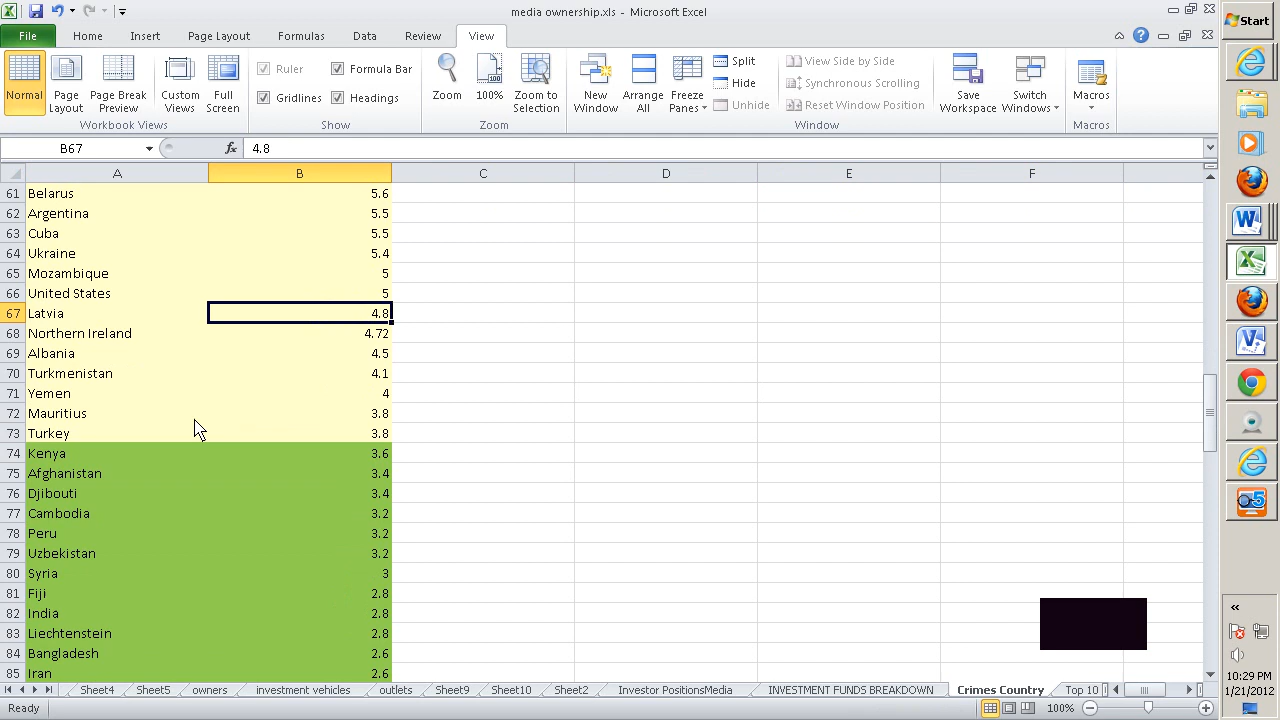 media ownership.xls - Microsoft Excel
Start
File Home Insert Page Layout Formulas Data Review View
Normal
Page Layout
Page Break Preview
Custom Views
Full Screen
Workbook Views
Ruler
Formula Bar
Gridlines
Headings
Show
Zoom
100%
Zoom to Selection
Zoom
New Window
Arrange All
Freeze Panes
Split
Hide
Unhide
View Side by Side
Synchronous Scrolling
Reset Window Position
Window
Save Workspace
Switch Windows
Macros
Macros
B67 fx 4.8
A B C D E F
61 Belarus 5.6
62 Argentina 5.5
63 Cuba 5.5
64 Ukraine 5.4
65 Mozambique 5
66 United States 5
67 Latvia 4.8
68 Northern Ireland 4.72
69 Albania 4.5
70 Turkmenistan 4.1
71 Yemen 4
72 Mauritius 3.8
73 Turkey 3.8
74 Kenya 3.6
75 Afghanistan 3.4
76 Djibouti 3.4
77 Cambodia 3.2
78 Peru 3.2
79 Uzbekistan 3.2
80 Syria 3
81 Fiji 2.8
82 India 2.8
83 Liechtenstein 2.8
84 Bangladesh 2.6
85 Iran 2.6
Sheet4 Sheet5 owners investment vehicles outlets Sheet9 Sheet10 Sheet2 Investor PositionsMedia INVESTMENT FUNDS BREAKDOWN Crimes Country Top 10
Ready 100%
10:29 PM
1/21/2012